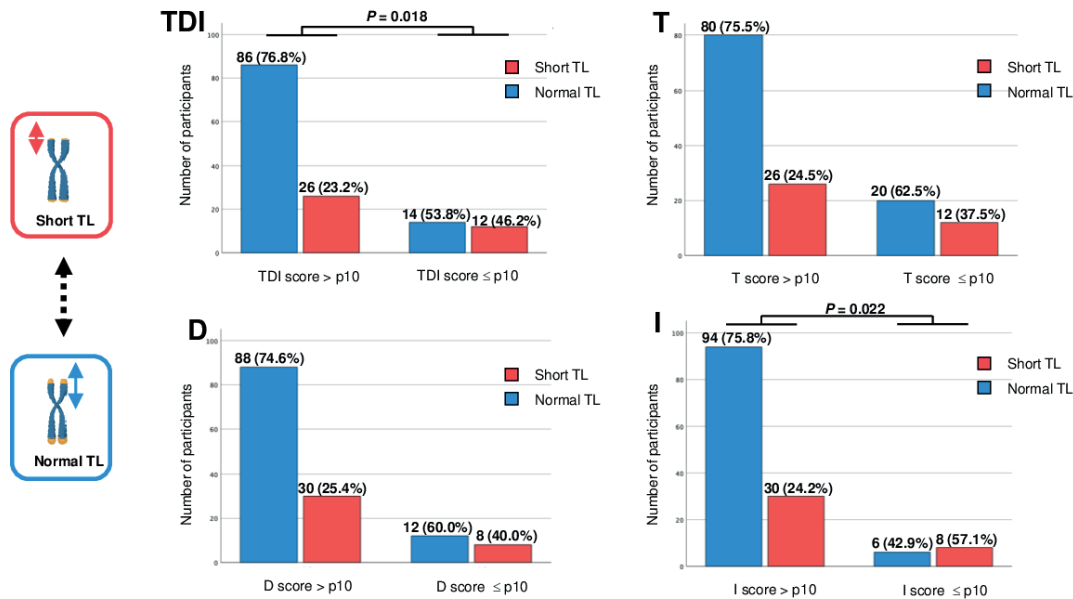 Short TL
Normal TL
TDI
P = 0.018
100
80
60
40
20
0
Number of participants
86 (76.8%)
26 (23.2%)
14 (53.8%)
12 (46.2%)
Short TL
Normal TL
TDI score > p10
TDI score ≤ p10
T
80
60
40
20
0
Number of participants
80 (75.5%)
26 (24.5%)
20 (62.5%)
12 (37.5%)
Short TL
Normal TL
T score > p10
T score ≤ p10
D
100
80
60
40
20
0
Number of participants
88 (74.6%)
30 (25.4%)
12 (60.0%)
8 (40.0%)
Short TL
Normal TL
D score > p10
D score ≤ p10
I
P = 0.022
100
80
60
40
20
0
Number of participants
94 (75.8%)
30 (24.2%)
6 (42.9%)
8 (57.1%)
Short TL
Normal TL
I score > p10
I score ≤ p10